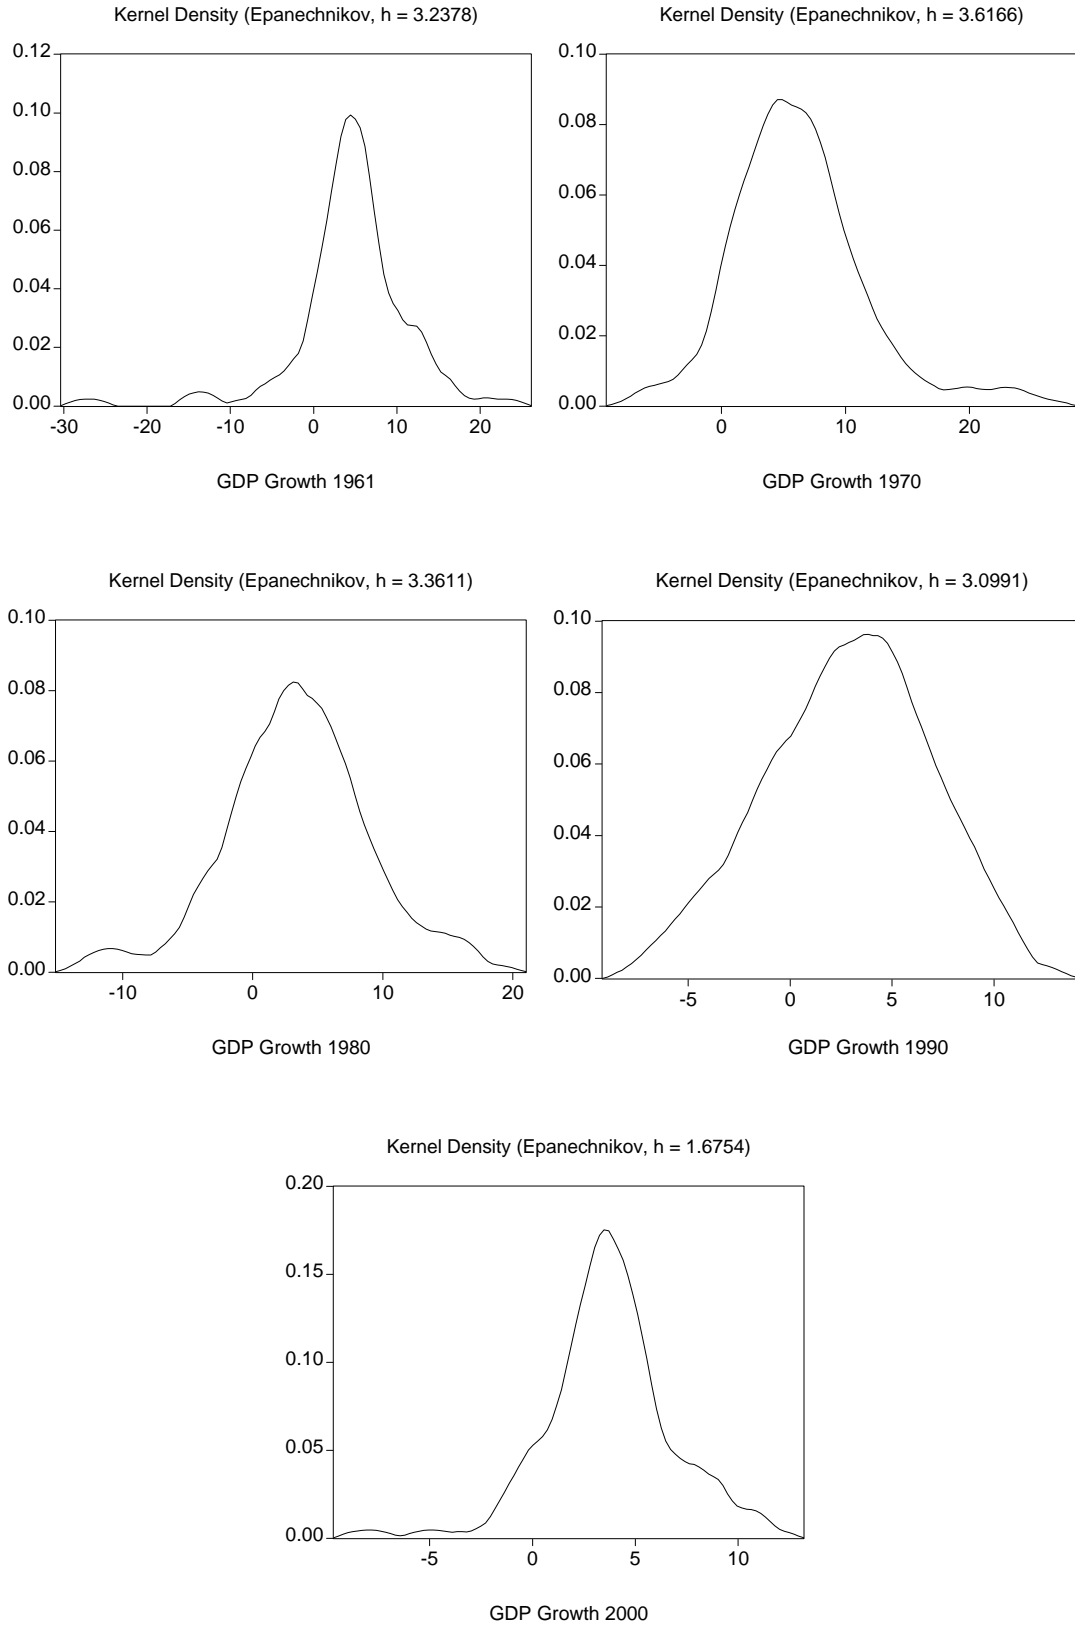 Kernel Density (Epanechnikov, h = 3.2378)
0.12
0.10
0.08
0.06
0.04
0.02
0.00
-30 -20 -10 0 10 20
GDP Growth 1961
Kernel Density (Epanechnikov, h = 3.6166)
0.10
0.08
0.06
0.04
0.02
0.00
0 10 20
GDP Growth 1970
Kernel Density (Epanechnikov, h = 3.3611)
0.10
0.08
0.06
0.04
0.02
0.00
-10 0 10 20
GDP Growth 1980
Kernel Density (Epanechnikov, h = 3.0991)
0.10
0.08
0.06
0.04
0.02
0.00
-5 0 5 10
GDP Growth 1990
Kernel Density (Epanechnikov, h = 1.6754)
0.20
0.15
0.10
0.05
0.00
-5 0 5 10
GDP Growth 2000